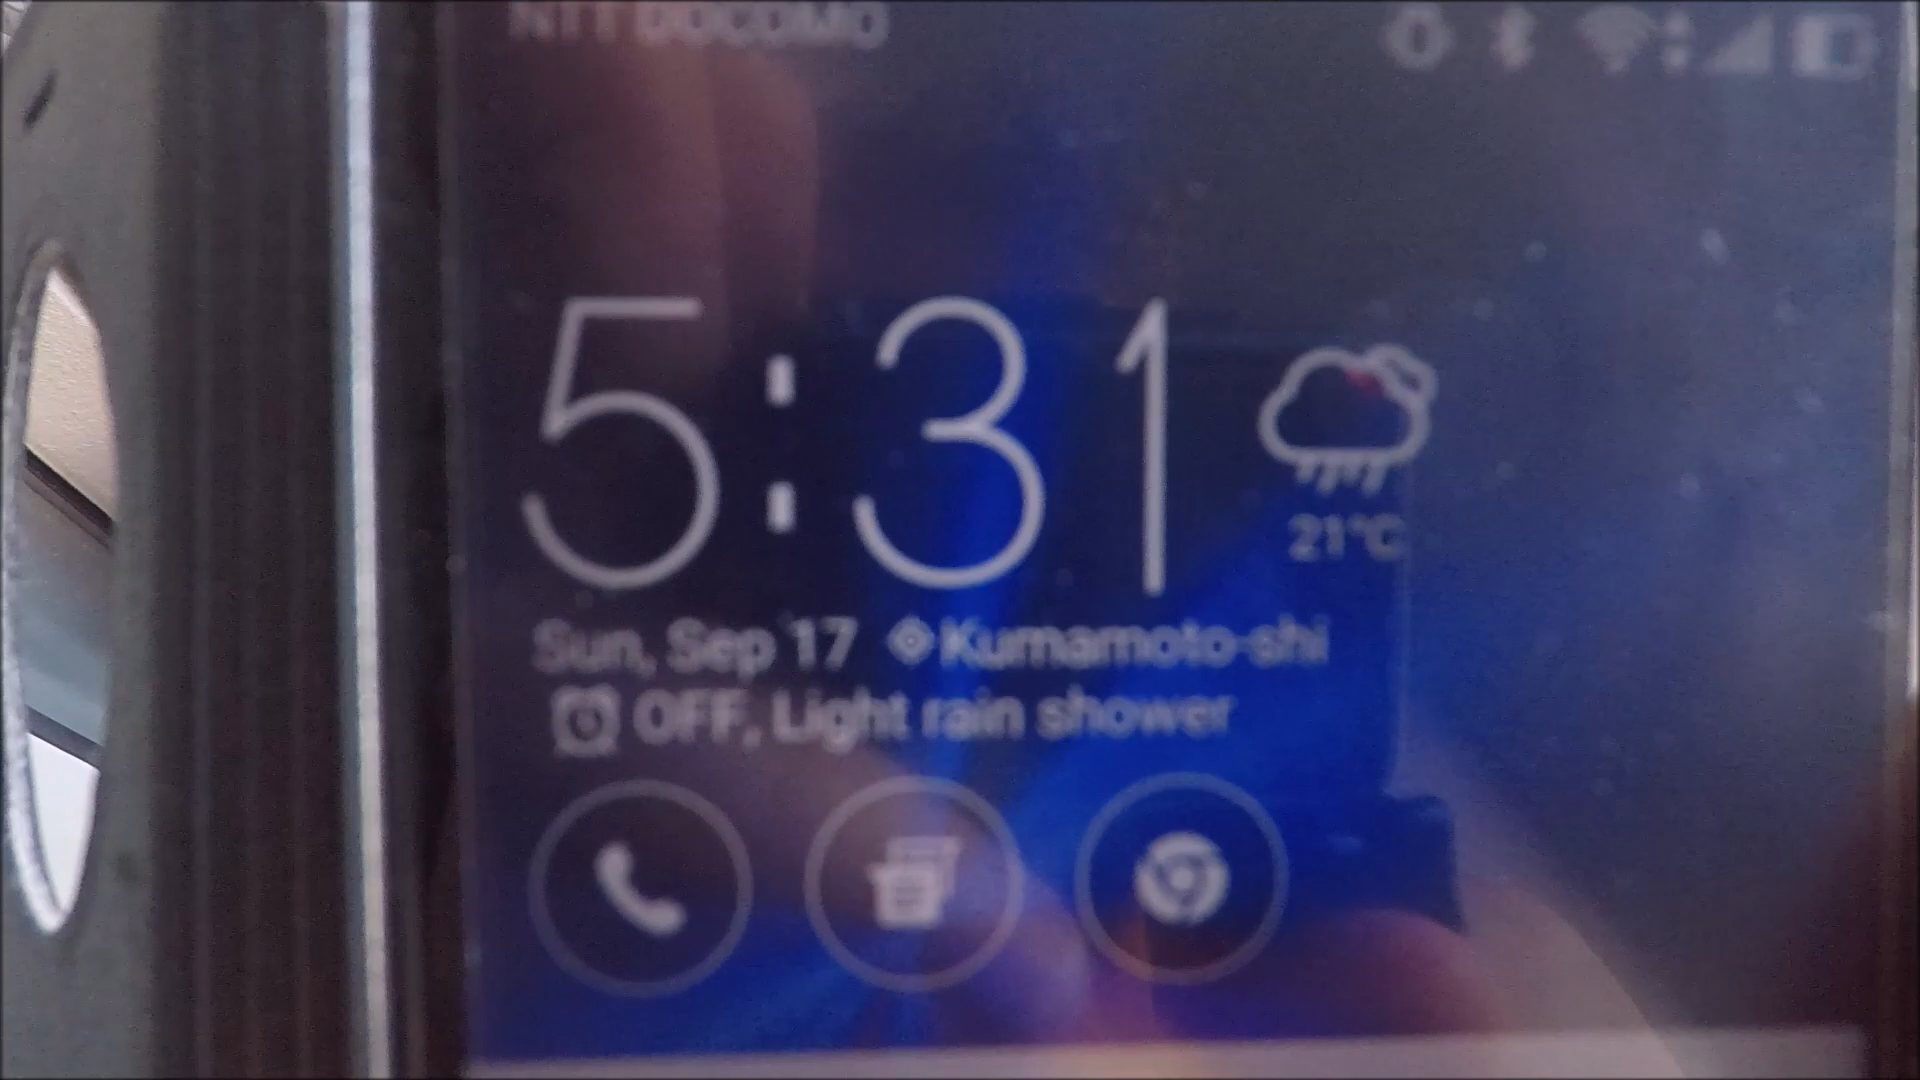 NTT DOCOMO
5:31
21°C
Sun, Sep 17 Kumamoto-shi
OFF, Light rain shower